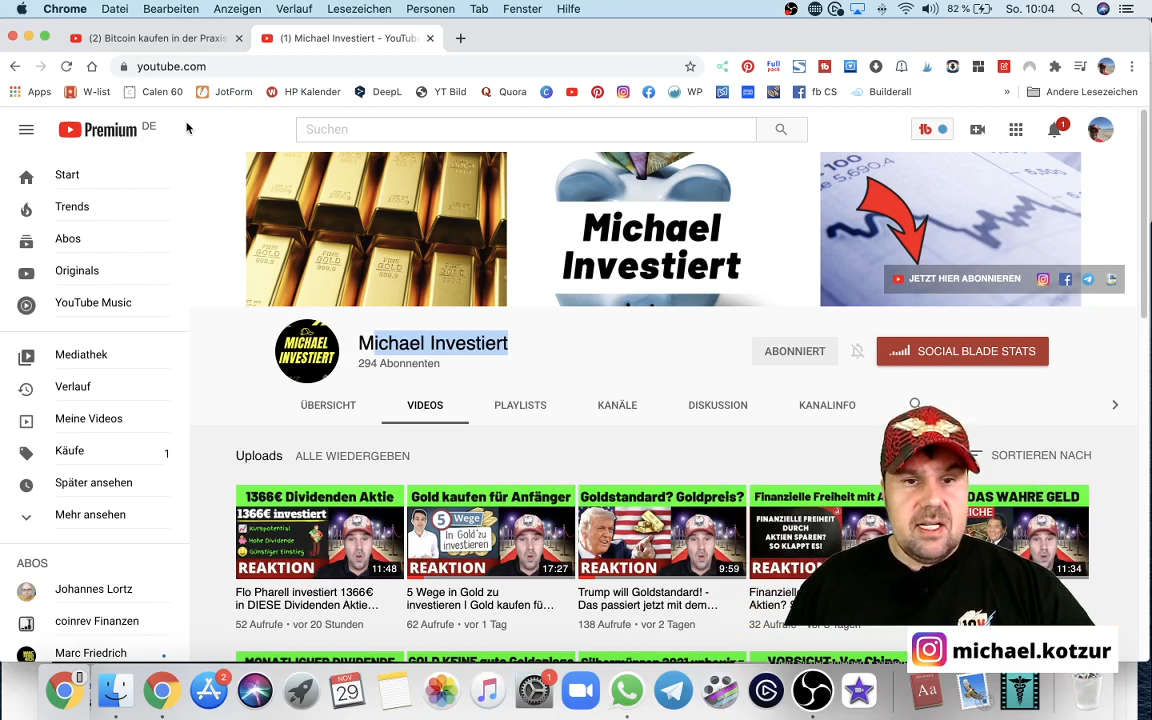 Chrome Datei Bearbeiten Anzeigen Verlauf Lesezeichen Personen Tab Fenster Hilfe 82 % So. 10:04
(2) Bitcoin kaufen in der Praxis
(1) Michael Investiert – YouTube
youtube.com
Apps W-list Calen 60 JotForm HP Kalender DeepL YT Bild Quora WP fb CS Builderall » Andere Lesezeichen
Premium DE
Suchen
1
Start
Trends
Abos
Originals
YouTube Music
Mediathek
Verlauf
Meine Videos
Käufe 1
Später ansehen
Mehr ansehen
ABOS
Johannes Lortz
coinrev Finanzen
Marc Friedrich
Michael
Investiert
JETZT HIER ABONNIEREN
MICHAEL
INVESTIERT
Michael Investiert
294 Abonnenten
ABONNIERT
SOCIAL BLADE STATS
ÜBERSICHT VIDEOS PLAYLISTS KANÄLE DISKUSSION KANALINFO
Uploads ALLE WIEDERGEBEN
SORTIEREN NACH
1366€ Dividenden Aktie
1366€ investiert
Kurspotential
Hohe Dividende
Günstiger Einstieg
REAKTION
11:48
Flo Pharell investiert 1366€
in DIESE Dividenden Aktie...
52 Aufrufe • vor 20 Stunden
Gold kaufen für Anfänger
5 Wege
in Gold zu
investieren
REAKTION
17:27
5 Wege in Gold zu
investieren | Gold kaufen fü...
62 Aufrufe • vor 1 Tag
Goldstandard? Goldpreis?
REAKTION
9:59
Trump will Goldstandard! -
Das passiert jetzt mit dem...
138 Aufrufe • vor 2 Tagen
Finanzielle Freiheit mit A
FINANZIELLE FREIHEIT
DURCH
AKTIEN SPAREN?
SO KLAPPT ES!
REAKTION
32 Aufrufe
DAS WAHRE GELD
11:34
michael.kotzur
NOV
29
2
1